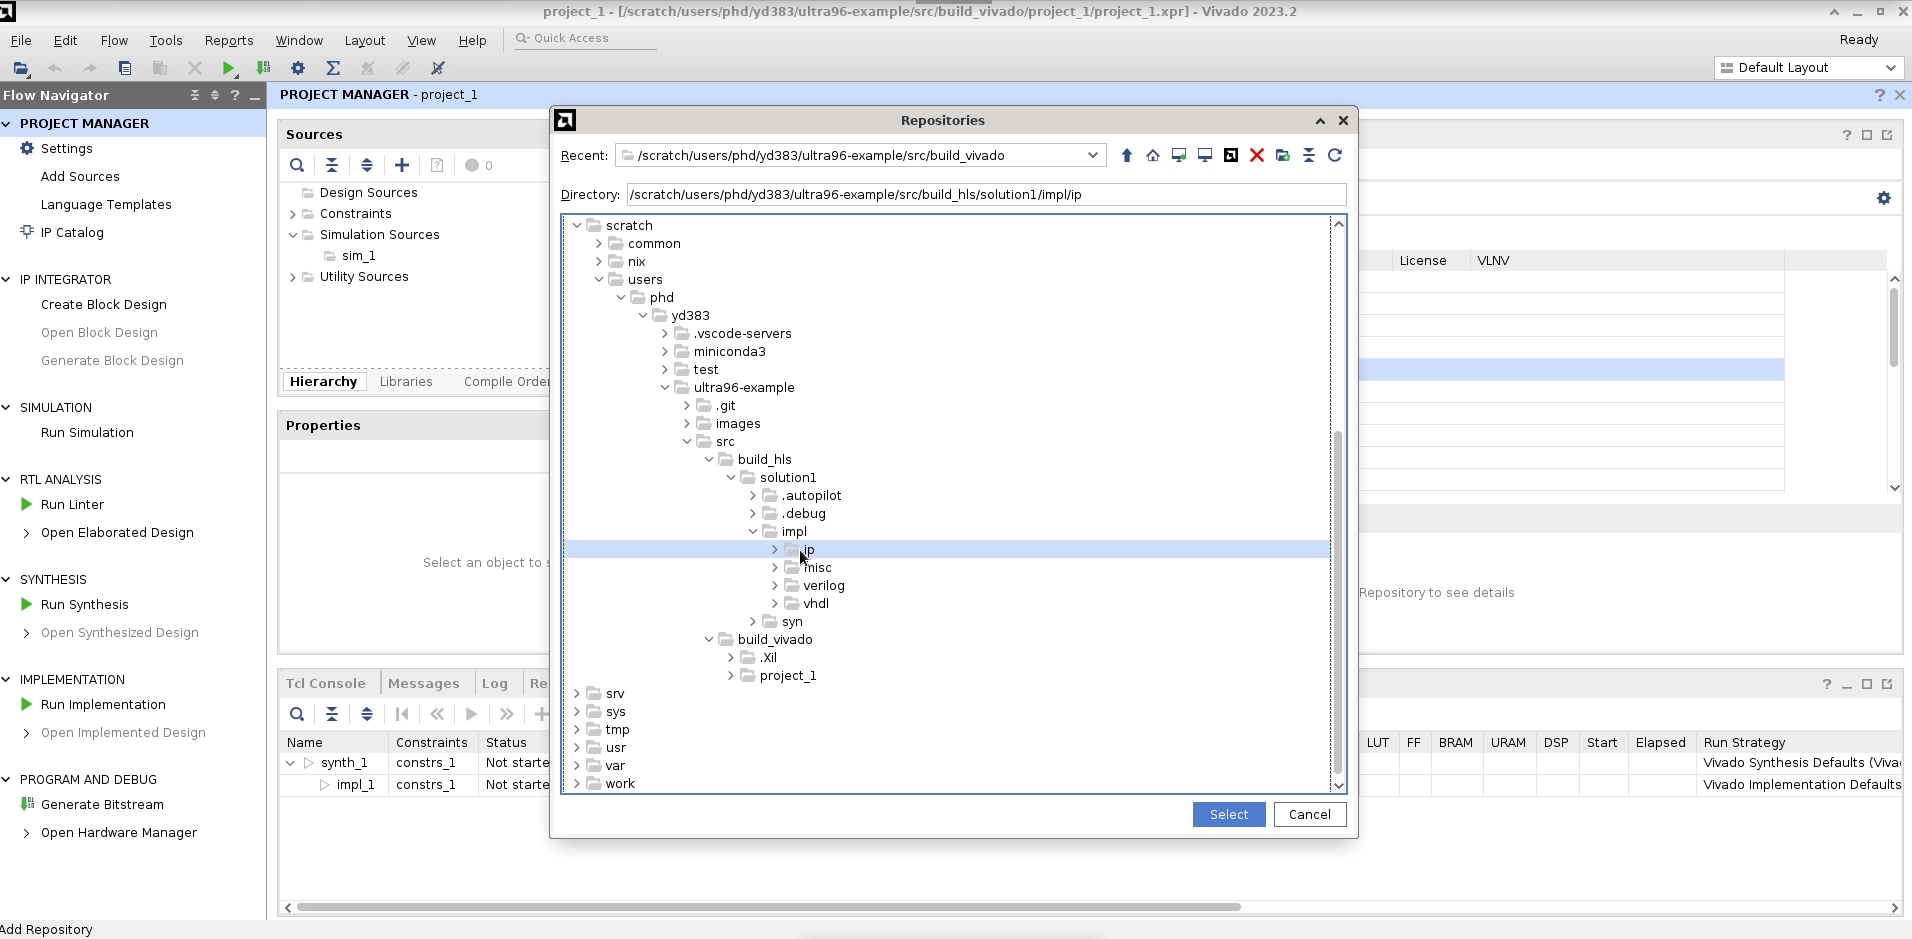 project_1 - [/scratch/users/phd/yd383/ultra96-example/src/build_vivado/project_1/project_1.xpr] - Vivado 2023.2
File Edit Flow Tools Reports Window Layout View Help Quick Access Ready
Default Layout
Flow Navigator
PROJECT MANAGER
Settings
Add Sources
Language Templates
IP Catalog
IP INTEGRATOR
Create Block Design
Open Block Design
Generate Block Design
SIMULATION
Run Simulation
RTL ANALYSIS
Run Linter
Open Elaborated Design
SYNTHESIS
Run Synthesis
Open Synthesized Design
IMPLEMENTATION
Run Implementation
Open Implemented Design
PROGRAM AND DEBUG
Generate Bitstream
Open Hardware Manager
PROJECT MANAGER - project_1
Sources
0
Design Sources
Constraints
Simulation Sources
sim_1
Utility Sources
Hierarchy Libraries Compile Order
Properties
Select an object to s
Repositories
Recent: /scratch/users/phd/yd383/ultra96-example/src/build_vivado
Directory: /scratch/users/phd/yd383/ultra96-example/src/build_hls/solution1/impl/ip
scratch
common
nix
users
phd
yd383
.vscode-servers
miniconda3
test
ultra96-example
.git
images
src
build_hls
solution1
.autopilot
.debug
impl
ip
misc
verilog
vhdl
syn
build_vivado
.Xil
project_1
srv
sys
tmp
usr
var
work
Select Cancel
License VLNV
Repository to see details
Tcl Console Messages Log Re
Name Constraints Status LUT FF BRAM URAM DSP Start Elapsed Run Strategy
synth_1 constrs_1 Not starte Vivado Synthesis Defaults (Viva
impl_1 constrs_1 Not starte Vivado Implementation Defaults
Add Repository